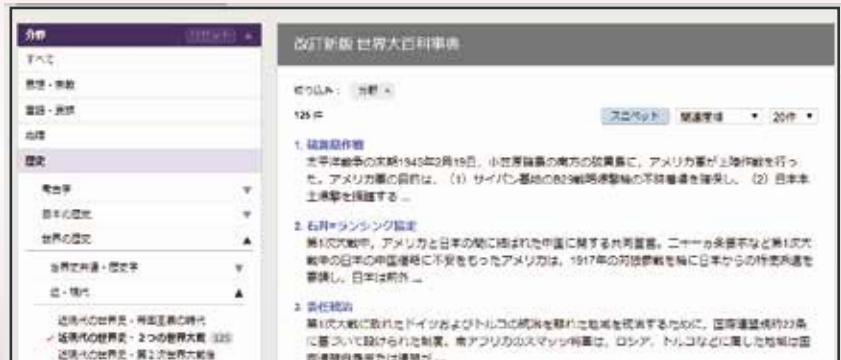 分野
すべて
思想・宗教
言語・民族
地理
歴史
考古学
日本の歴史
世界の歴史
世界史共通・歴史学
近・現代
近現代の世界史・帝国主義の時代
近現代の世界史・2つの世界大戦 125
近現代の世界史・第2次世界大戦後
改訂新版 世界大百科事典
絞り込み： 分野 ×
125 件
スニペット 関連度順 20件
1. 硫黄島作戦
太平洋戦争の末期1945年2月19日，小笠原諸島の南方の硫黄島に，アメリカ軍が上陸作戦を行っ
た。アメリカ軍の目的は，（1）サイパン基地のB29戦略爆撃機の不時着場を確保し，（2）日本本
土爆撃を援護する ...
2. 石井=ランシング協定
第1次大戦中，アメリカと日本の間に結ばれた中国に関する共同宣言。二十一ヵ条要求など第1次大
戦中の日本の中国侵略に不安をもったアメリカは，1917年の対独参戦を機に日本からの特使派遣を
要請し，日本は前外 ...
3. 委任統治
第1次大戦に敗れたドイツおよびトルコの統治を離れた地域を統治するために，国際連盟規約22条
に基づいて設けられた制度。南アフリカのスマッツ将軍は，ロシア，トルコなどに属した地域は国